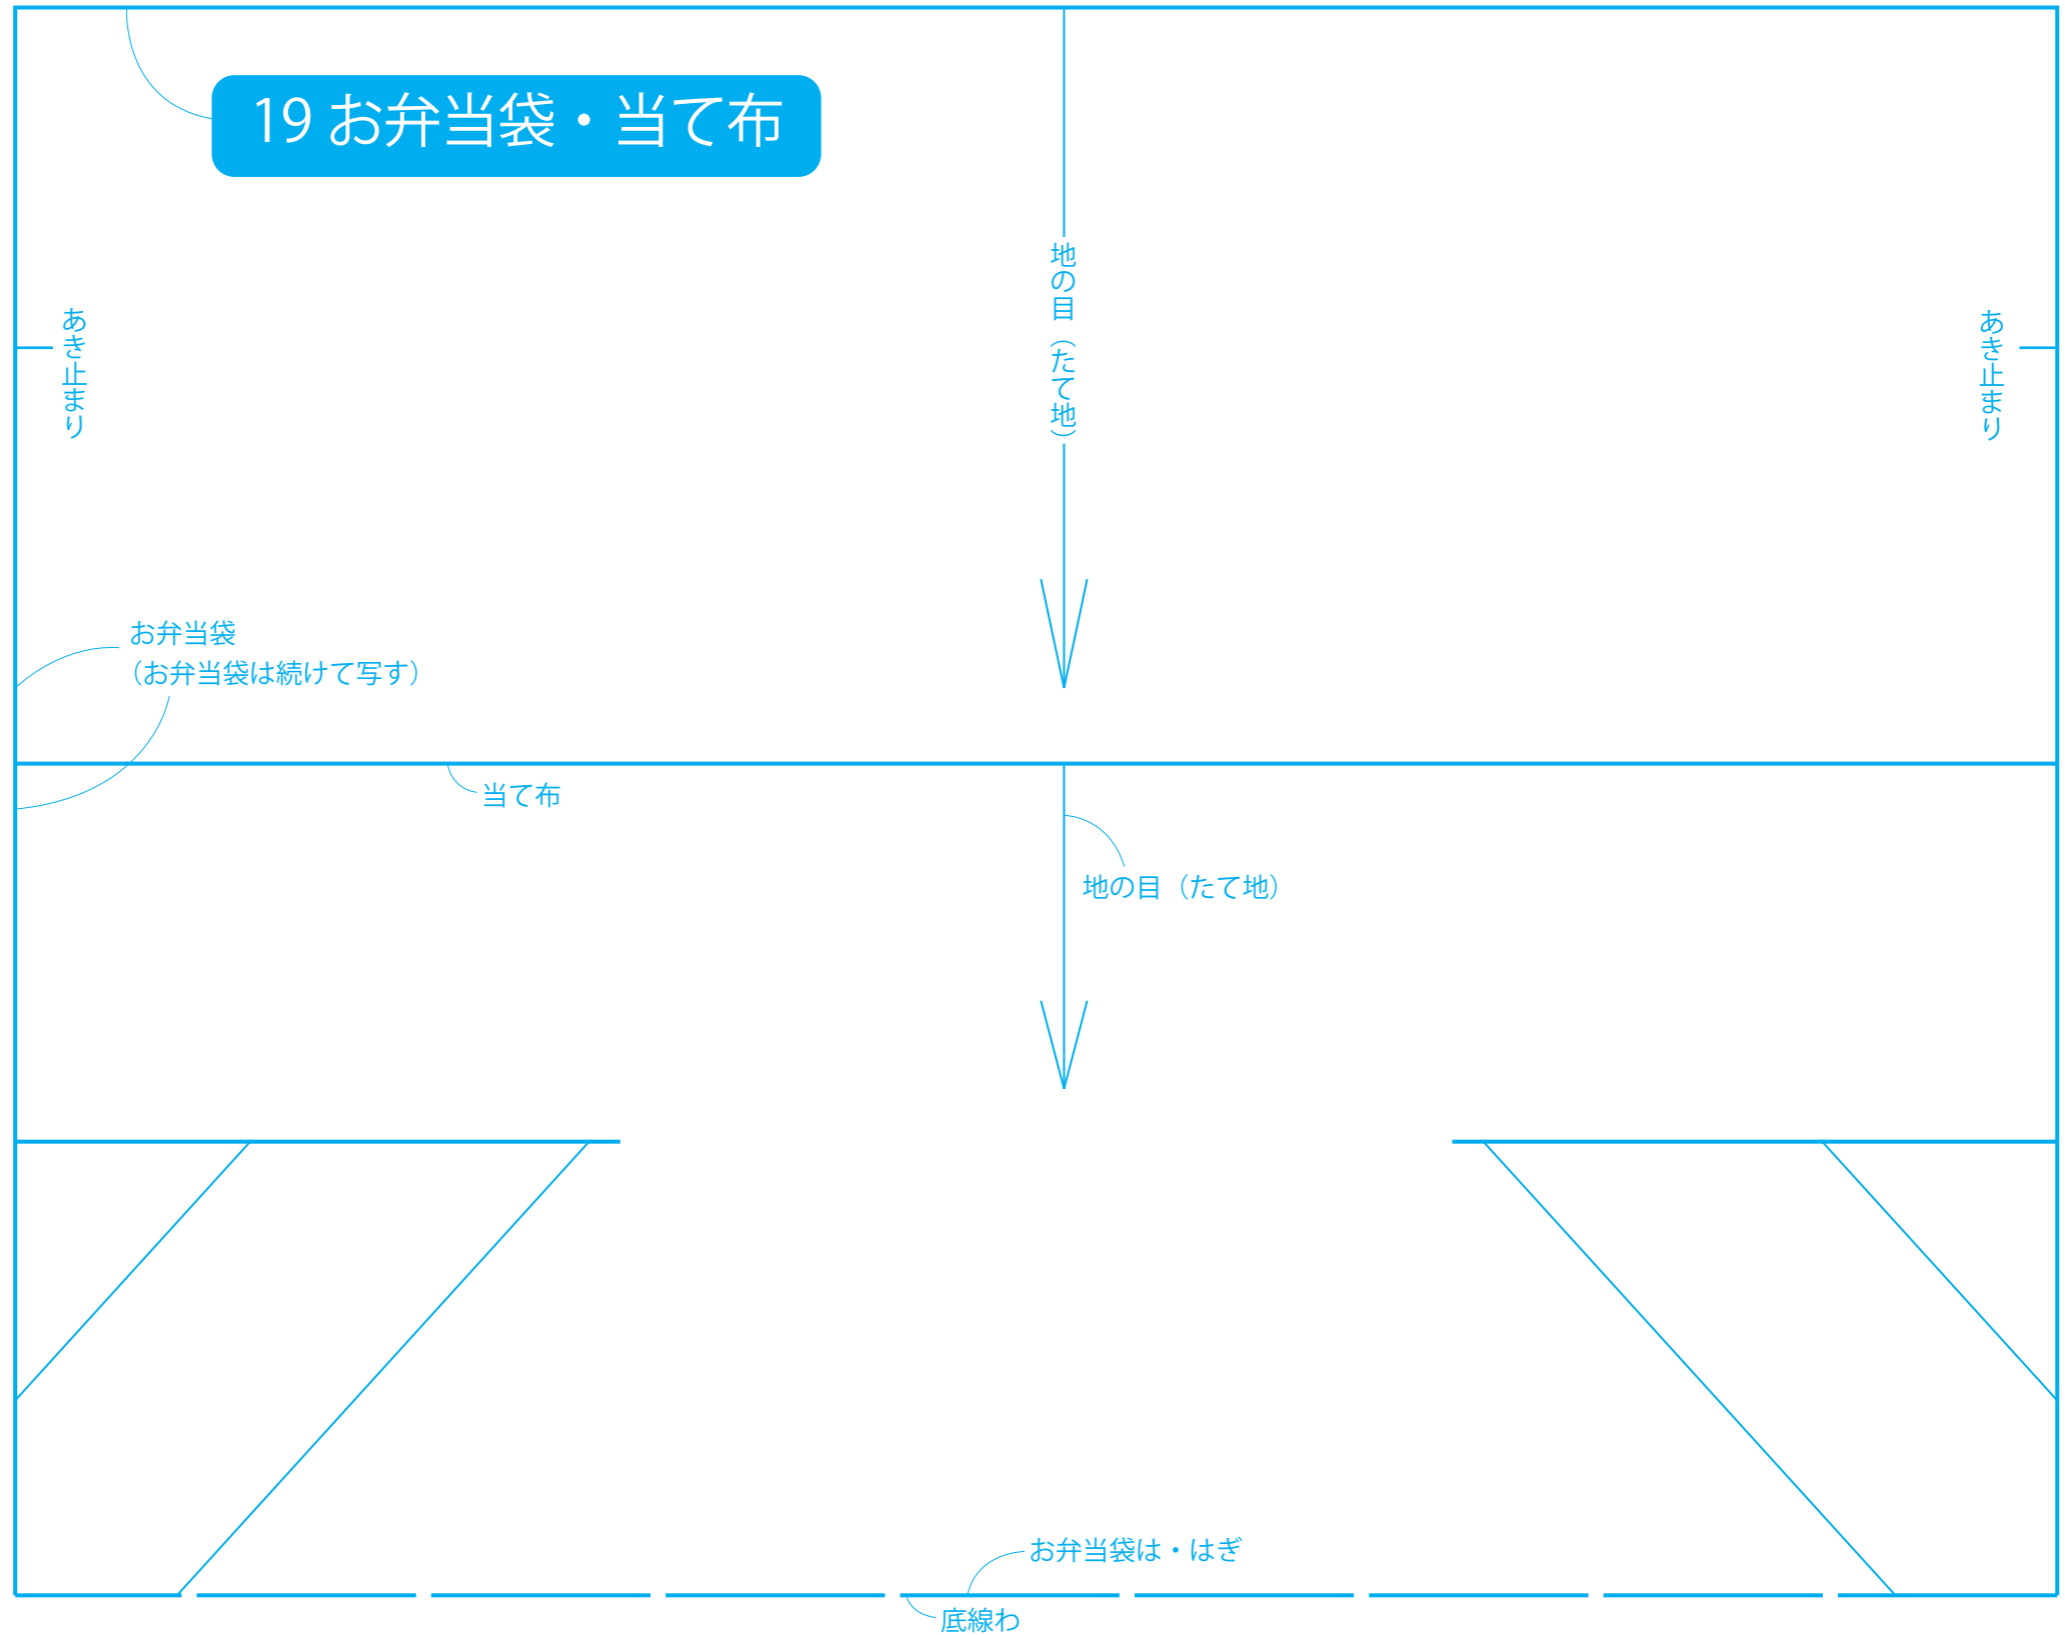 19 お弁当袋・当て布
地の目（たて地）
あき止まり
あき止まり
お弁当袋
（お弁当袋は続けて写す）
当て布
地の目（たて地）
お弁当袋は・はぎ
底線わ